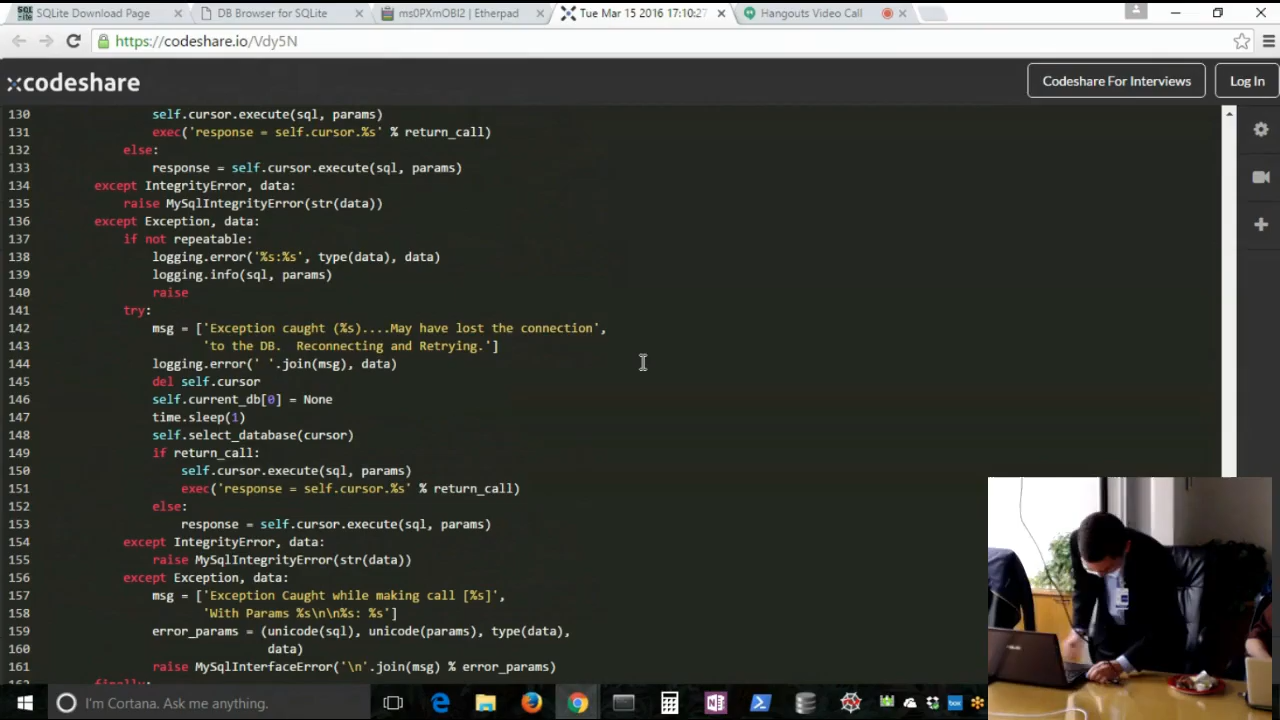 SQLite Download Page
DB Browser for SQLite
ms0PXmOBI2 | Etherpad
Tue Mar 15 2016 17:10:27
Hangouts Video Call
https://codeshare.io/Vdy5N
codeshare
Codeshare For Interviews
Log In
130 self.cursor.execute(sql, params)
131 exec('response = self.cursor.%s' % return_call)
132 else:
133 response = self.cursor.execute(sql, params)
134 except IntegrityError, data:
135 raise MySqlIntegrityError(str(data))
136 except Exception, data:
137 if not repeatable:
138 logging.error('%s:%s', type(data), data)
139 logging.info(sql, params)
140 raise
141 try:
142 msg = ['Exception caught (%s)....May have lost the connection',
143 'to the DB.  Reconnecting and Retrying.']
144 logging.error(' '.join(msg), data)
145 del self.cursor
146 self.current_db[0] = None
147 time.sleep(1)
148 self.select_database(cursor)
149 if return_call:
150 self.cursor.execute(sql, params)
151 exec('response = self.cursor.%s' % return_call)
152 else:
153 response = self.cursor.execute(sql, params)
154 except IntegrityError, data:
155 raise MySqlIntegrityError(str(data))
156 except Exception, data:
157 msg = ['Exception Caught while making call [%s]',
158 'With Params %s\n\n%s: %s']
159 error_params = (unicode(sql), unicode(params), type(data),
160 data)
161 raise MySqlInterfaceError('\n'.join(msg) % error_params)
finally:
I'm Cortana. Ask me anything.